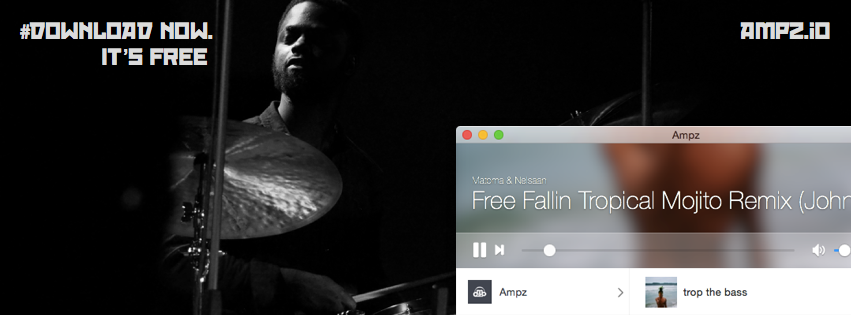 #DOWNLOAD NOW.
IT'S FREE
AMPZ.iO
Ampz
Matoma & Nelsaan
Free Fallin Tropical Mojito Remix (John
Ampz
trop the bass